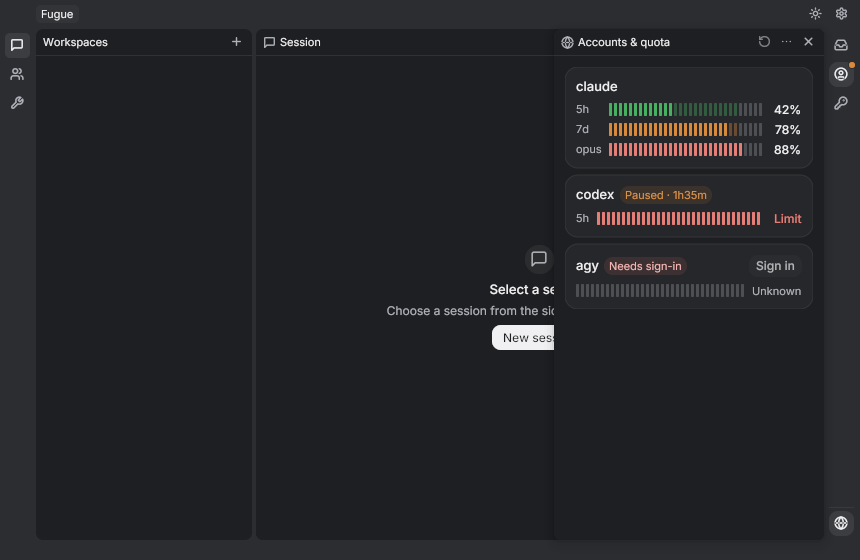 Fugue
Workspaces
Session
Accounts & quota
claude
5h 42%
7d 78%
opus 88%
codex Paused · 1h35m
5h Limit
agy Needs sign-in Sign in
Unknown
Select a se
Choose a session from the si
New sess